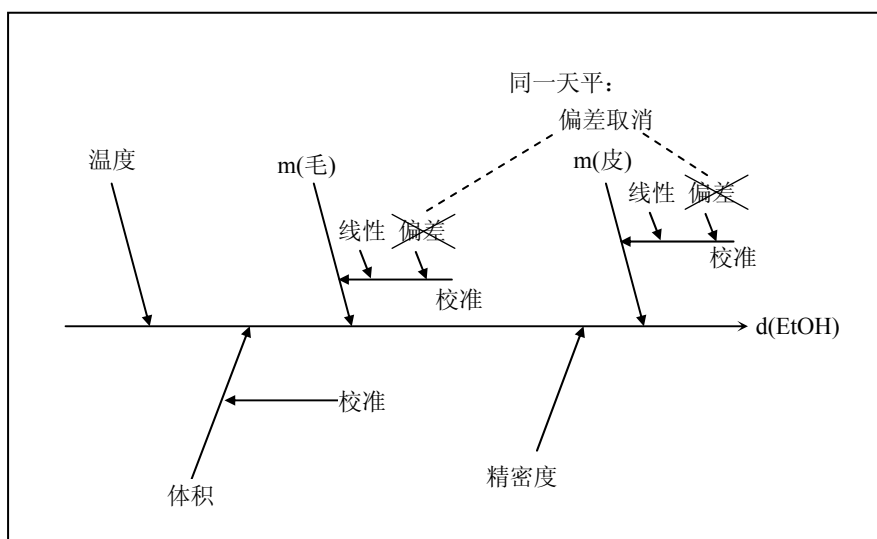 同一天平：
偏差取消
温度
m(毛)
m(皮)
线性 偏差
校准
线性 偏差
校准
d(EtOH)
校准
体积
精密度